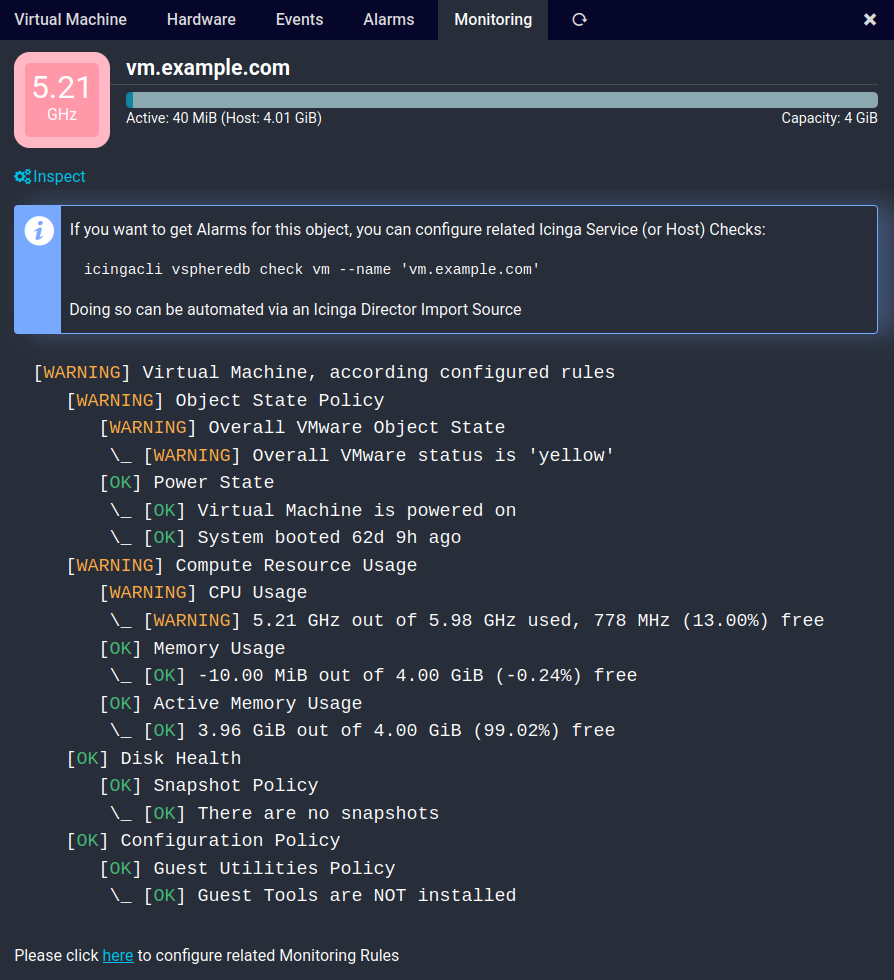 Virtual Machine Hardware Events Alarms Monitoring
5.21
GHz
vm.example.com
Active: 40 MiB (Host: 4.01 GiB) Capacity: 4 GiB
Inspect
If you want to get Alarms for this object, you can configure related Icinga Service (or Host) Checks:
icingacli vspheredb check vm --name 'vm.example.com'
Doing so can be automated via an Icinga Director Import Source
[WARNING] Virtual Machine, according configured rules
[WARNING] Object State Policy
[WARNING] Overall VMware Object State
\_ [WARNING] Overall VMware status is 'yellow'
[OK] Power State
\_ [OK] Virtual Machine is powered on
\_ [OK] System booted 62d 9h ago
[WARNING] Compute Resource Usage
[WARNING] CPU Usage
\_ [WARNING] 5.21 GHz out of 5.98 GHz used, 778 MHz (13.00%) free
[OK] Memory Usage
\_ [OK] -10.00 MiB out of 4.00 GiB (-0.24%) free
[OK] Active Memory Usage
\_ [OK] 3.96 GiB out of 4.00 GiB (99.02%) free
[OK] Disk Health
[OK] Snapshot Policy
\_ [OK] There are no snapshots
[OK] Configuration Policy
[OK] Guest Utilities Policy
\_ [OK] Guest Tools are NOT installed
Please click here to configure related Monitoring Rules